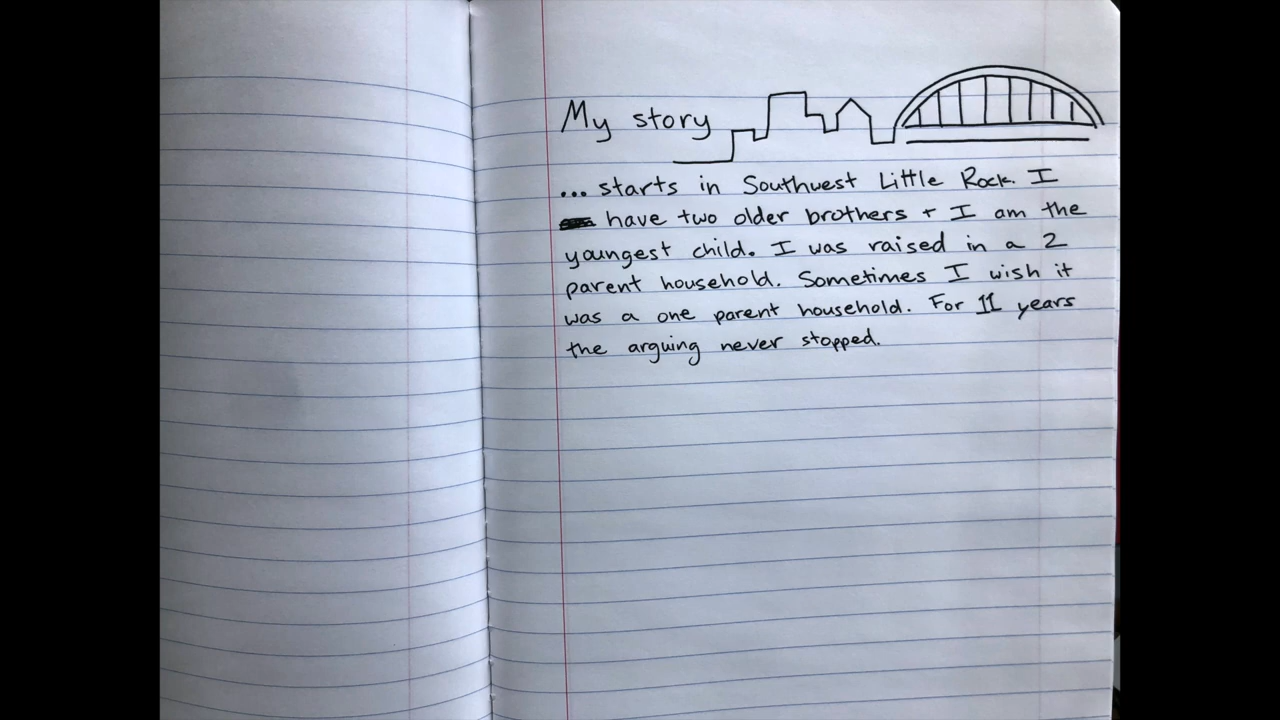 My story
... starts in Southwest Little Rock. I
have two older brothers + I am the
youngest child. I was raised in a 2
parent household. Sometimes I wish it
was a one parent household. For 11 years
the arguing never stopped.